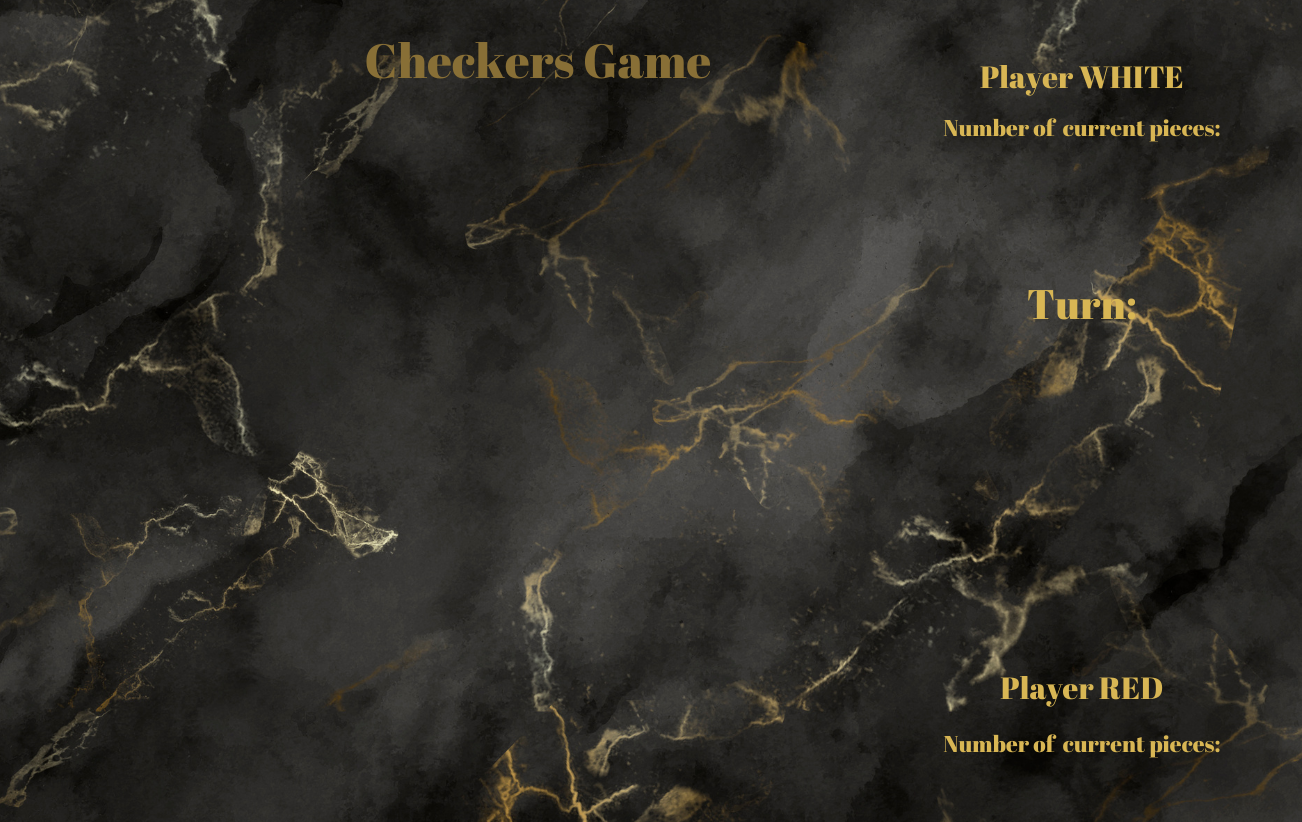 Checkers Game
Player WHITE
Number of current pieces:
Turn:
Player RED
Number of current pieces: